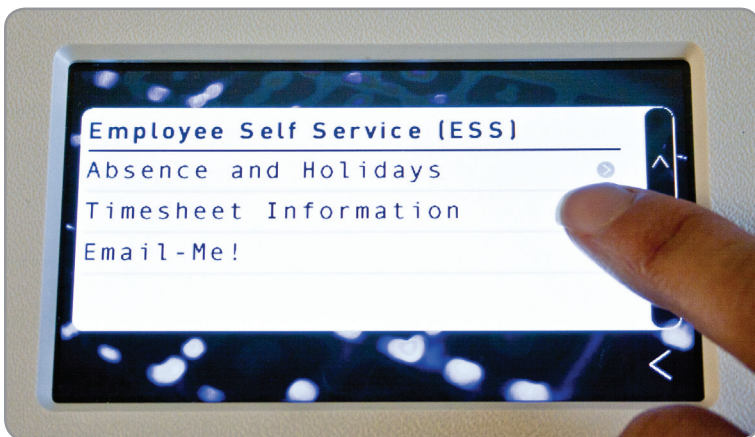 Employee Self Service (ESS)
Absence and Holidays
Timesheet Information
Email-Me!